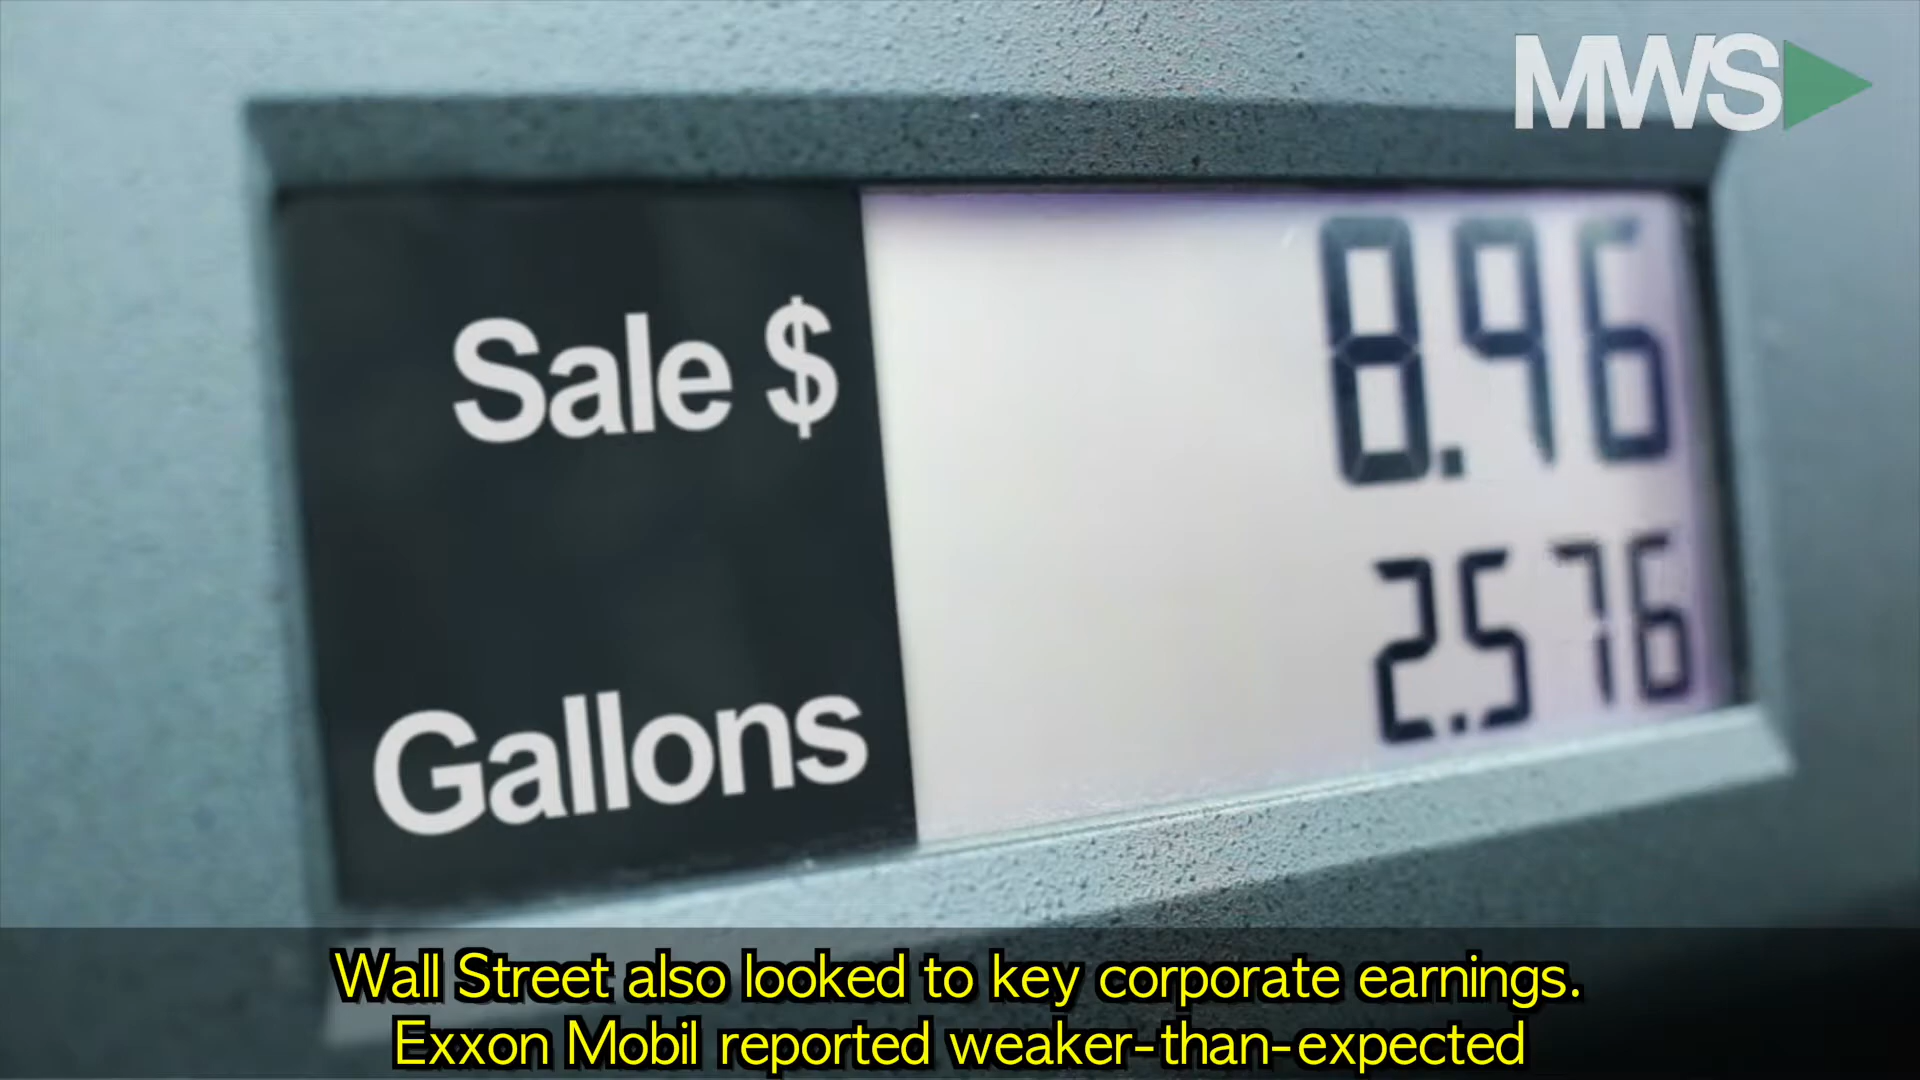 MWS
Sale $ 8.96
Gallons 2.576
Wall Street also looked to key corporate earnings.
Exxon Mobil reported weaker-than-expected